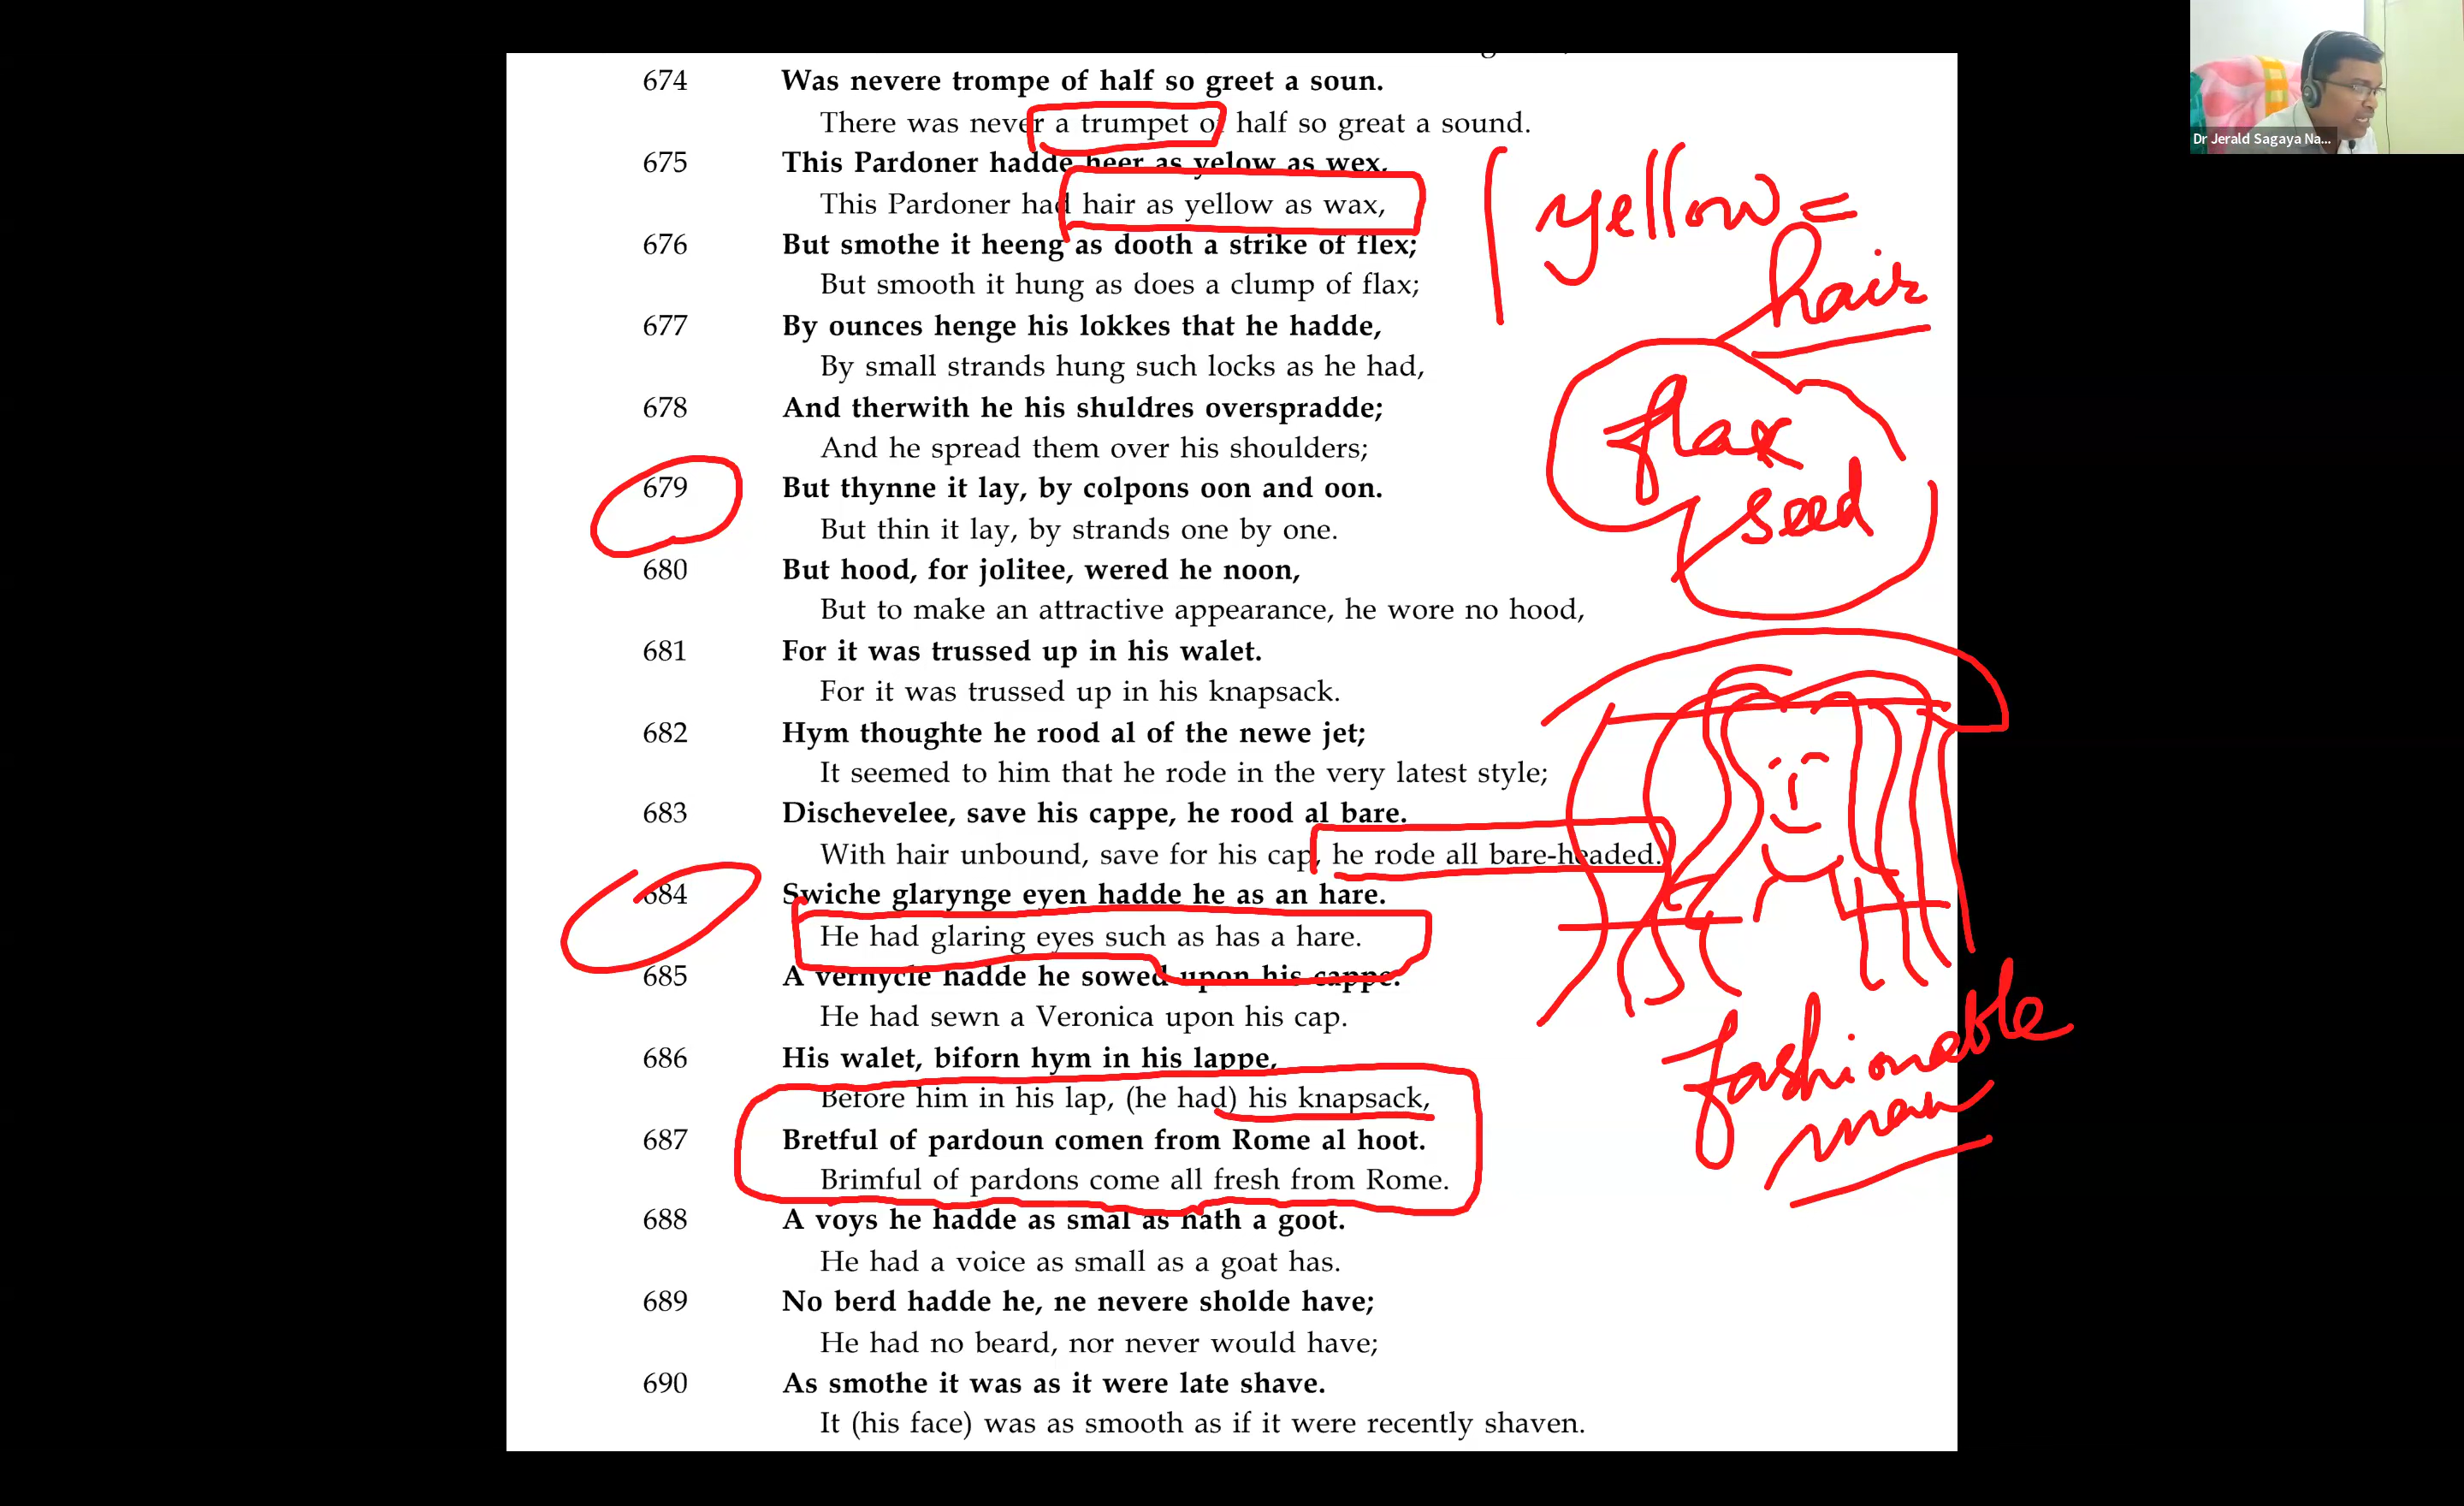 674 Was nevere trompe of half so greet a soun.
There was never a trumpet of half so great a sound.
675 This Pardoner hadde heer as yelow as wex,
This Pardoner had hair as yellow as wax,
676 But smothe it heeng as dooth a strike of flex;
But smooth it hung as does a clump of flax;
677 By ounces henge his lokkes that he hadde,
By small strands hung such locks as he had,
678 And therwith he his shuldres overspradde;
And he spread them over his shoulders;
679 But thynne it lay, by colpons oon and oon.
But thin it lay, by strands one by one.
680 But hood, for jolitee, wered he noon,
But to make an attractive appearance, he wore no hood,
681 For it was trussed up in his walet.
For it was trussed up in his knapsack.
682 Hym thoughte he rood al of the newe jet;
It seemed to him that he rode in the very latest style;
683 Dischevelee, save his cappe, he rood al bare.
With hair unbound, save for his cap, he rode all bare-headed.
684 Swiche glarynge eyen hadde he as an hare.
He had glaring eyes such as has a hare.
685 A vernycle hadde he sowed upon his cappe.
He had sewn a Veronica upon his cap.
686 His walet, biforn hym in his lappe,
Before him in his lap, (he had) his knapsack,
687 Bretful of pardoun comen from Rome al hoot.
Brimful of pardons come all fresh from Rome.
688 A voys he hadde as smal as hath a goot.
He had a voice as small as a goat has.
689 No berd hadde he, ne nevere sholde have;
He had no beard, nor never would have;
690 As smothe it was as it were late shave.
It (his face) was as smooth as if it were recently shaven.
yellow =
hair
flax
seed
fashionable
man
Dr Jerald Sagaya Na...